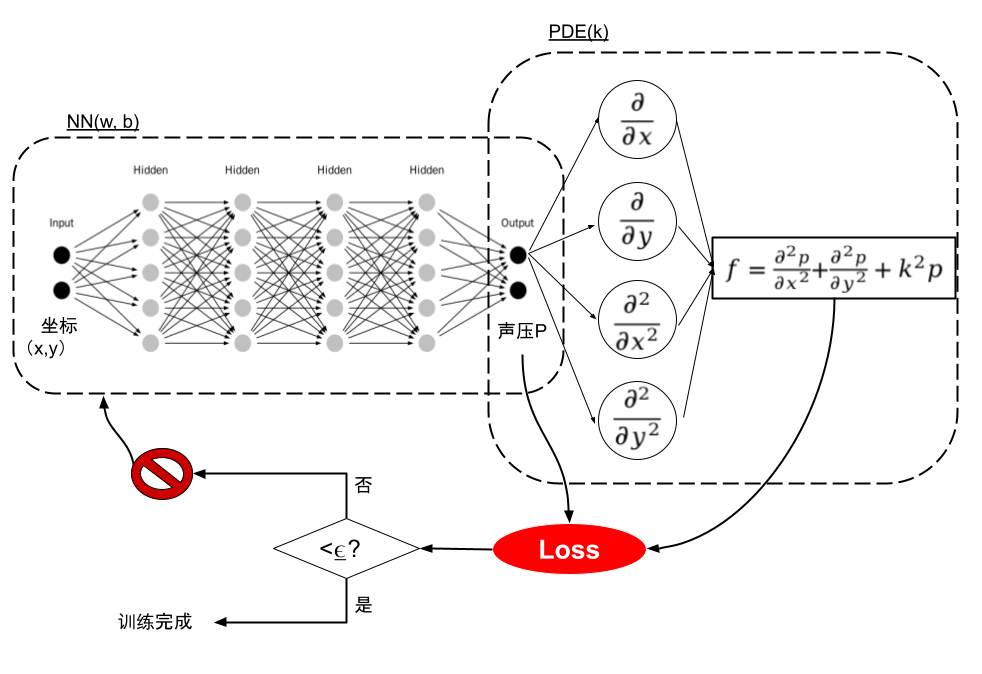 PDE(k)
NN(w, b)
Hidden
Hidden
Hidden
Hidden
Input
Output
坐标
（x,y）
声压P
∂/∂x
∂/∂y
∂²/∂x²
∂²/∂y²
f = ∂²p/∂x² + ∂²p/∂y² + k²p
否
<ϵ?
Loss
是
训练完成